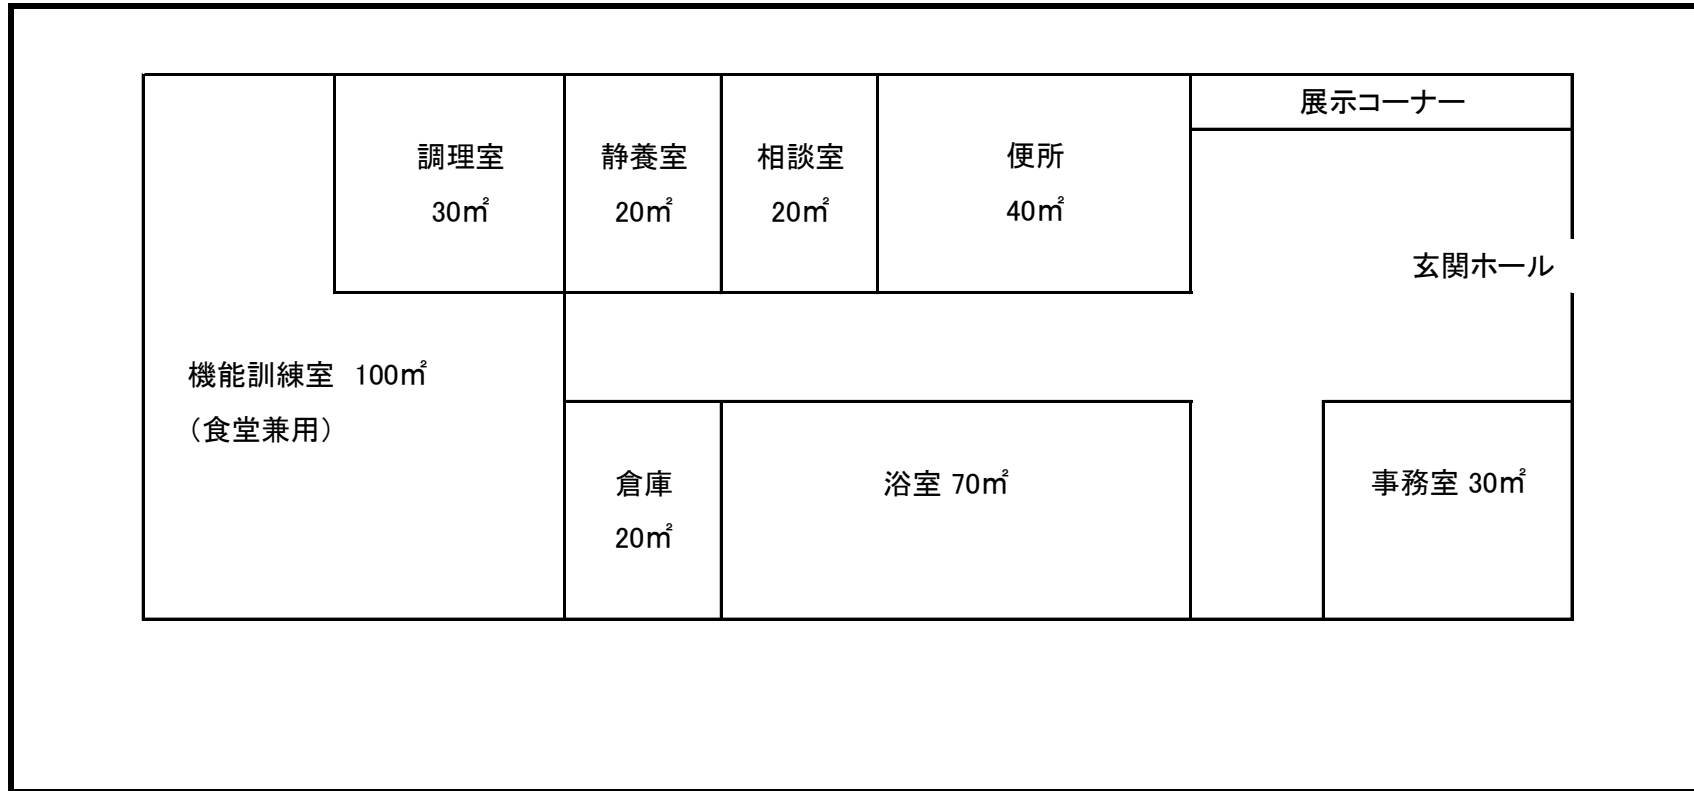 展示コーナー
調理室
30㎡
静養室
20㎡
相談室
20㎡
便所
40㎡
玄関ホール
機能訓練室　100㎡
（食堂兼用）
倉庫
20㎡
浴室 70㎡
事務室 30㎡